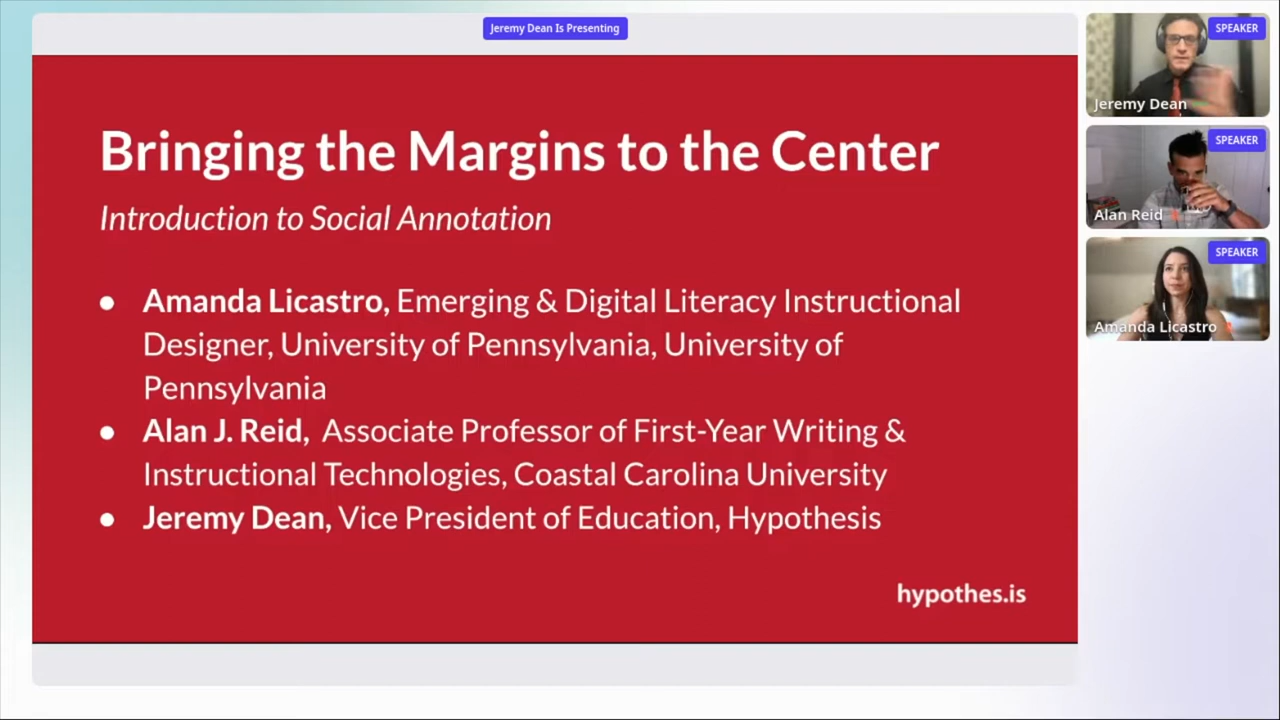 Jeremy Dean Is Presenting
Bringing the Margins to the Center
Introduction to Social Annotation
● Amanda Licastro, Emerging & Digital Literacy Instructional
Designer, University of Pennsylvania, University of
Pennsylvania
● Alan J. Reid, Associate Professor of First-Year Writing &
Instructional Technologies, Coastal Carolina University
● Jeremy Dean, Vice President of Education, Hypothesis
hypothes.is
SPEAKER
Jeremy Dean
SPEAKER
Alan Reid
SPEAKER
Amanda Licastro